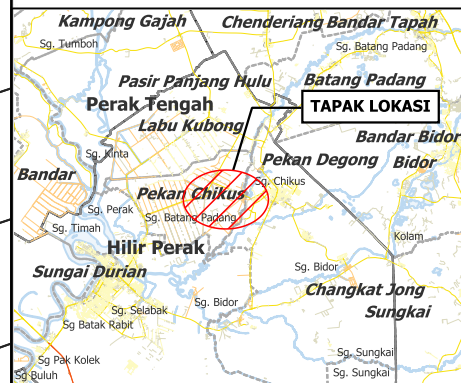 Kampong Gajah
Chenderiang Bandar Tapah
Sg. Tumboh
Sg. Batang Padang
Pasir Panjang Hulu
Batang Padang
Perak Tengah
TAPAK LOKASI
Labu Kubong
Bandar Bidor
Sg. Kinta
Pekan Degong
Bidor
Bandar
Sg. Chikus
Pekan Chikus
Sg. Perak
Sg. Batang Padang
Sg. Timah
Kolam
Hilir Perak
Sungai Durian
Sg. Bidor
Changkat Jong
Sg. Selabak
Sg. Bidor
Sungkai
Sg Batak Rabit
Sg. Sungkai
Sg Pak Kolek
Sg Buluh
Sg. Sungkai